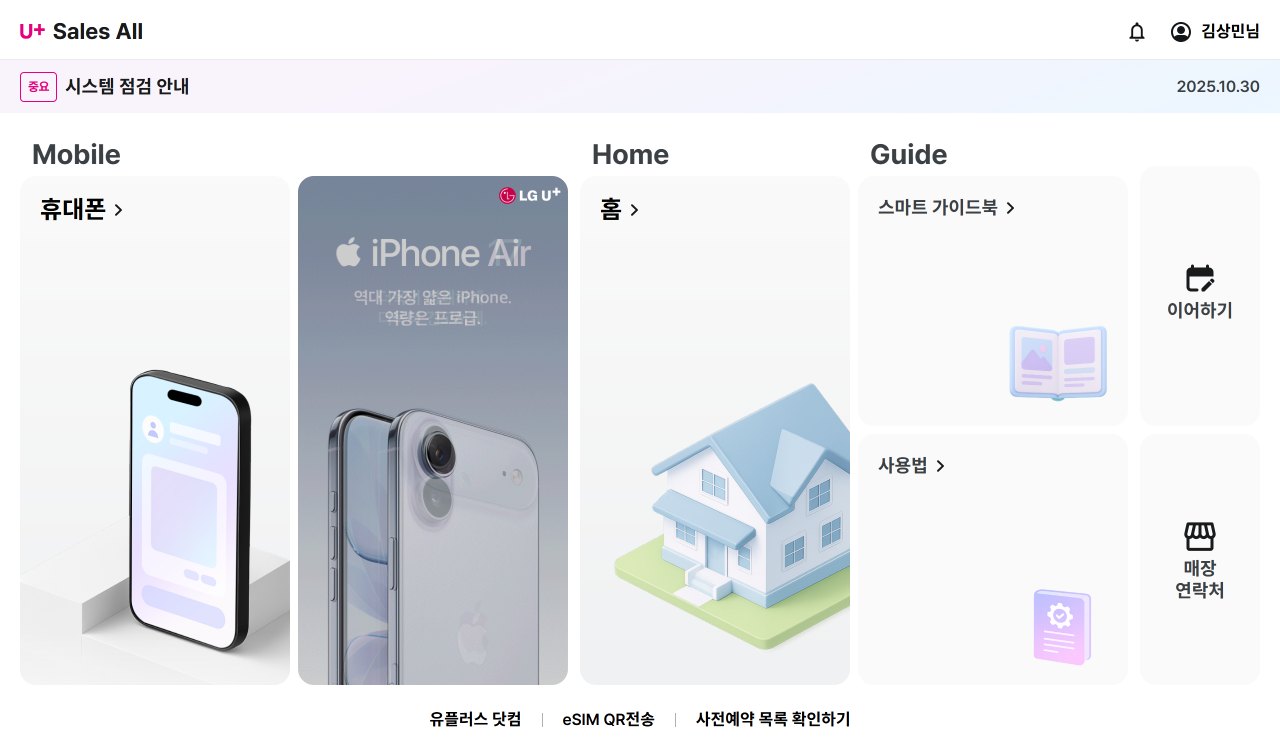 U+ Sales All
김상민님
중요 시스템 점검 안내
2025.10.30
Mobile
Home
Guide
휴대폰
LG U+
iPhone Air
역대 가장 얇은 iPhone.
역량은 프로급.
홈
스마트 가이드북
이어하기
사용법
매장
연락처
유플러스 닷컴
eSIM QR전송
사전예약 목록 확인하기